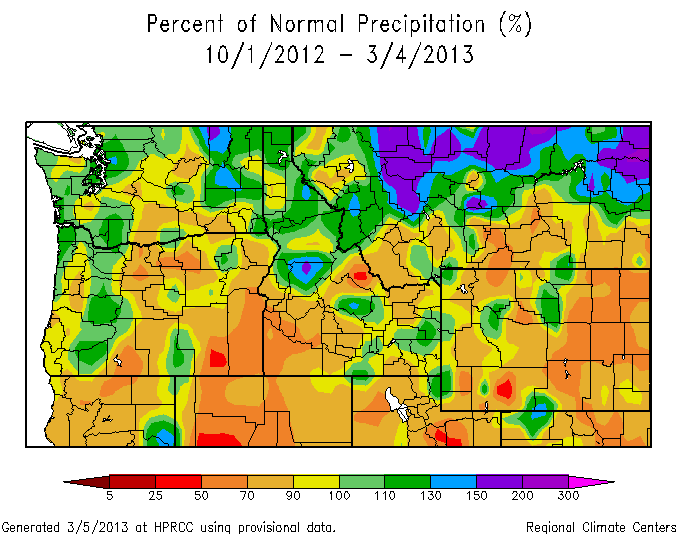 Percent of Normal Precipitation (%)
10/1/2012 – 3/4/2013
5 25 50 70 90 100 110 130 150 200 300
Generated 3/5/2013 at HPRCC using provisional data. Regional Climate Centers